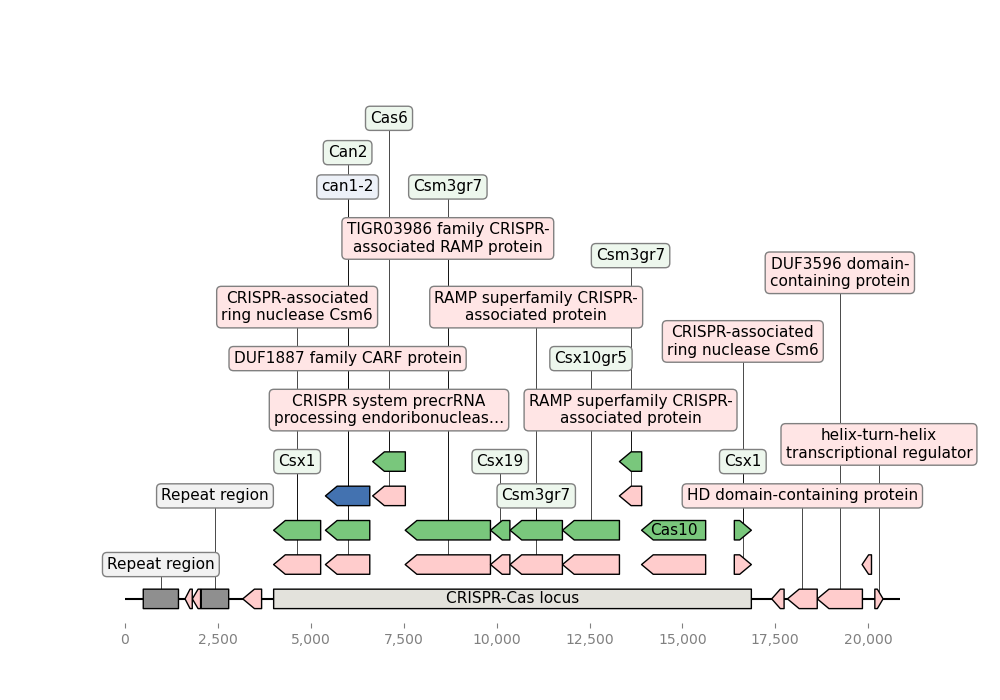 Cas6
Can2
can1-2
Csm3gr7
TIGR03986 family CRISPR-
associated RAMP protein
Csm3gr7
DUF3596 domain-
containing protein
CRISPR-associated
ring nuclease Csm6
RAMP superfamily CRISPR-
associated protein
CRISPR-associated
ring nuclease Csm6
DUF1887 family CARF protein
Csx10gr5
CRISPR system precrRNA
processing endoribonucleas...
RAMP superfamily CRISPR-
associated protein
helix-turn-helix
transcriptional regulator
Csx1
Csx19
Csx1
Repeat region
Csm3gr7
HD domain-containing protein
Cas10
Repeat region
CRISPR-Cas locus
0
2,500
5,000
7,500
10,000
12,500
15,000
17,500
20,000